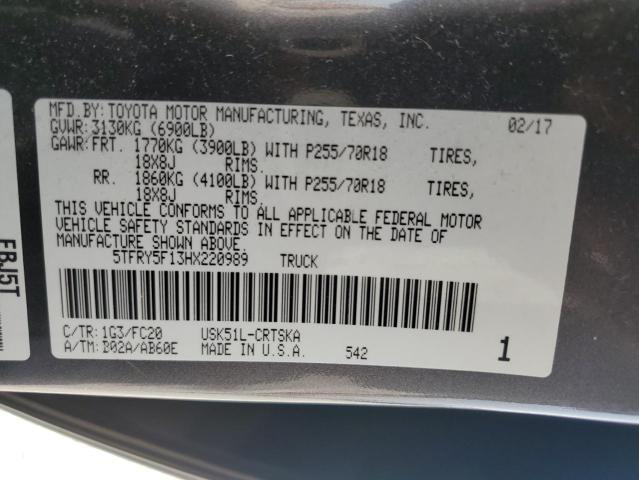 MFD.BY:TOYOTA MOTOR MANUFACTURING, TEXAS, INC. 02/17
GVWR:3130KG (6900LB)
GAWR:FRT. 1770KG (3900LB) WITH P255/70R18 TIRES,
18X8J RIMS.
RR. 1860KG (4100LB) WITH P255/70R18 TIRES,
18X8J RIMS.
THIS VEHICLE CONFORMS TO ALL APPLICABLE FEDERAL MOTOR
VEHICLE SAFETY STANDARDS IN EFFECT ON THE DATE OF
MANUFACTURE SHOWN ABOVE.
5TFRY5F13HX220989 TRUCK
C/TR:1G3/FC20 USK51L-CRTSKA
A/TM:B02A/AB60E MADE IN U.S.A. 542 1
FBJ5T